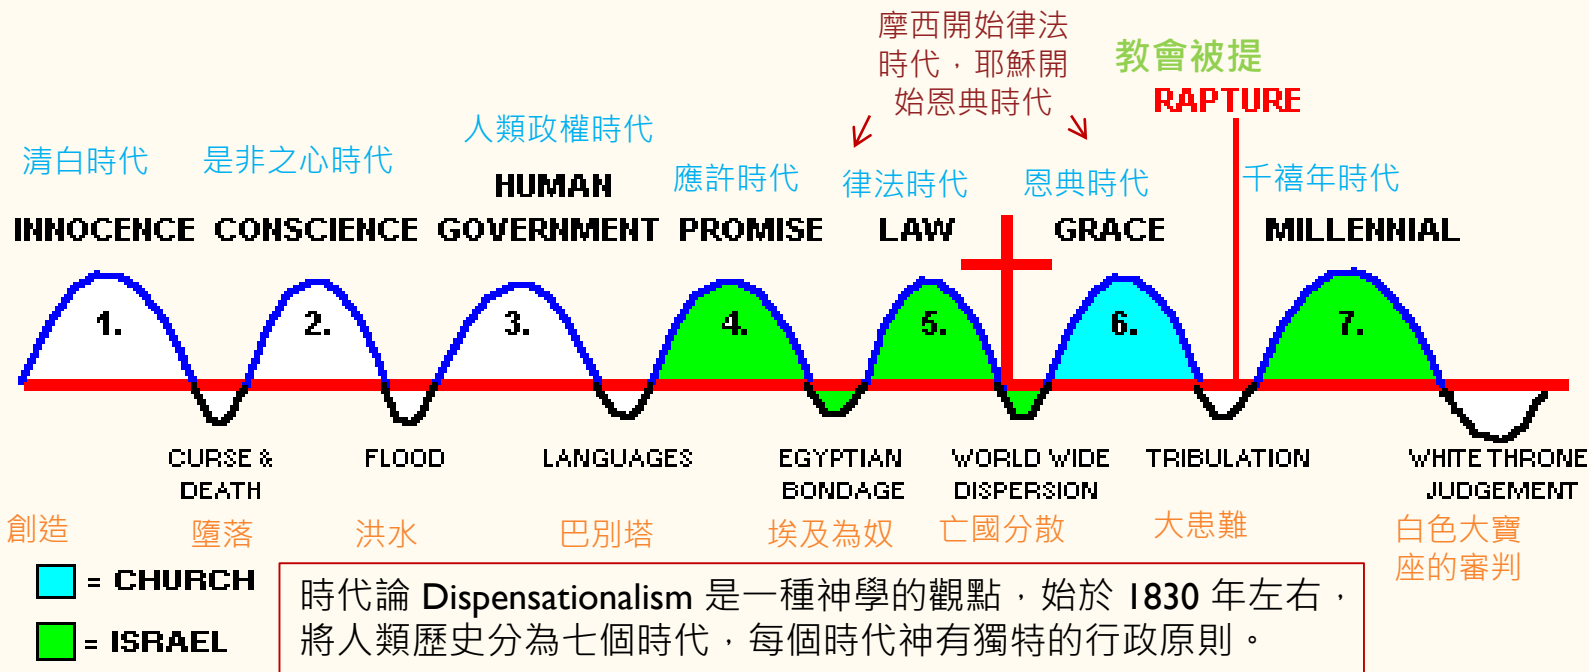 摩西開始律法
時代，耶穌開
始恩典時代
教會被提
RAPTURE
清白時代
是非之心時代
人類政權時代
應許時代
律法時代
恩典時代
千禧年時代
INNOCENCE
CONSCIENCE
HUMAN
GOVERNMENT
PROMISE
LAW
GRACE
MILLENNIAL
1.
2.
3.
4.
5.
6.
7.
CURSE &
DEATH
FLOOD
LANGUAGES
EGYPTIAN
BONDAGE
WORLD WIDE
DISPERSION
TRIBULATION
WHITE THRONE
JUDGEMENT
創造
墮落
洪水
巴別塔
埃及為奴
亡國分散
大患難
白色大寶
座的審判
= CHURCH
= ISRAEL
時代論 Dispensationalism 是一種神學的觀點，始於 1830 年左右，
將人類歷史分為七個時代，每個時代神有獨特的行政原則。